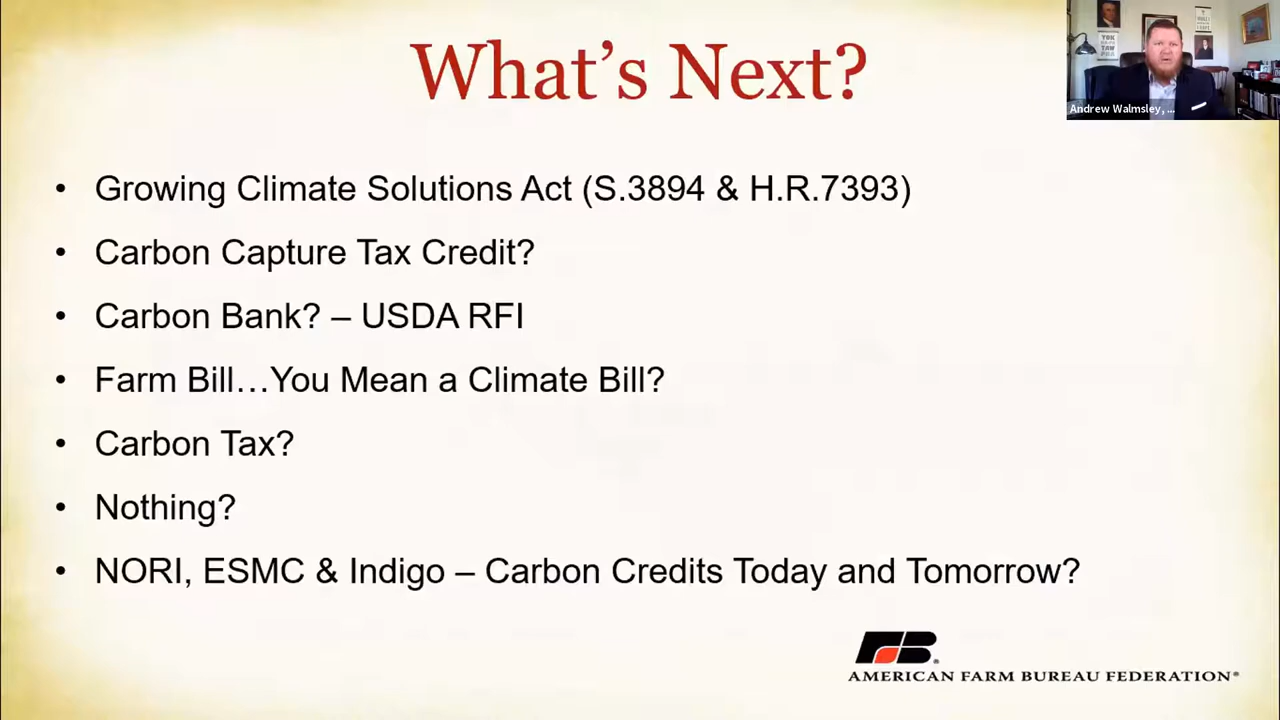 What's Next?
Andrew Walmsley, ...
• Growing Climate Solutions Act (S.3894 & H.R.7393)
• Carbon Capture Tax Credit?
• Carbon Bank? – USDA RFI
• Farm Bill…You Mean a Climate Bill?
• Carbon Tax?
• Nothing?
• NORI, ESMC & Indigo – Carbon Credits Today and Tomorrow?
FB®
AMERICAN FARM BUREAU FEDERATION®